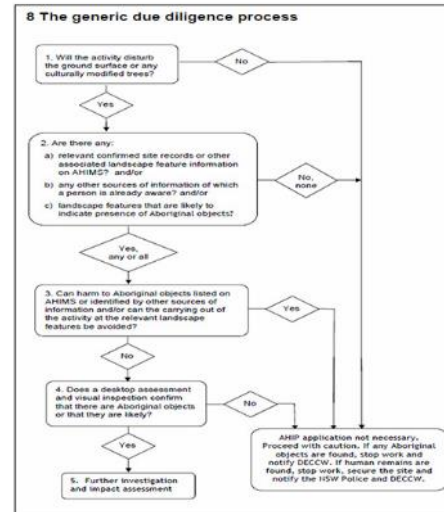 8 The generic due diligence process
1. Will the activity disturb
the ground surface or any
culturally modified trees?
No
Yes
2. Are there any:
a) relevant confirmed site records or other
associated landscape feature information
on AHIMS? and/or
b) any other sources of information of which
a person is already aware? and/or
c) landscape features that are likely to
indicate presence of Aboriginal objects?
No,
none
Yes,
any or all
3. Can harm to Aboriginal objects listed on
AHIMS or identified by other sources of
information and/or can the carrying out of
the activity at the relevant landscape
features be avoided?
Yes
No
4. Does a desktop assessment
and visual inspection confirm
that there are Aboriginal objects
or that they are likely?
No
Yes
5. Further investigation
and impact assessment
AHIP application not necessary.
Proceed with caution. If any Aboriginal
objects are found, stop work and
notify DECCW. If human remains are
found, stop work, secure the site and
notify the NSW Police and DECCW.